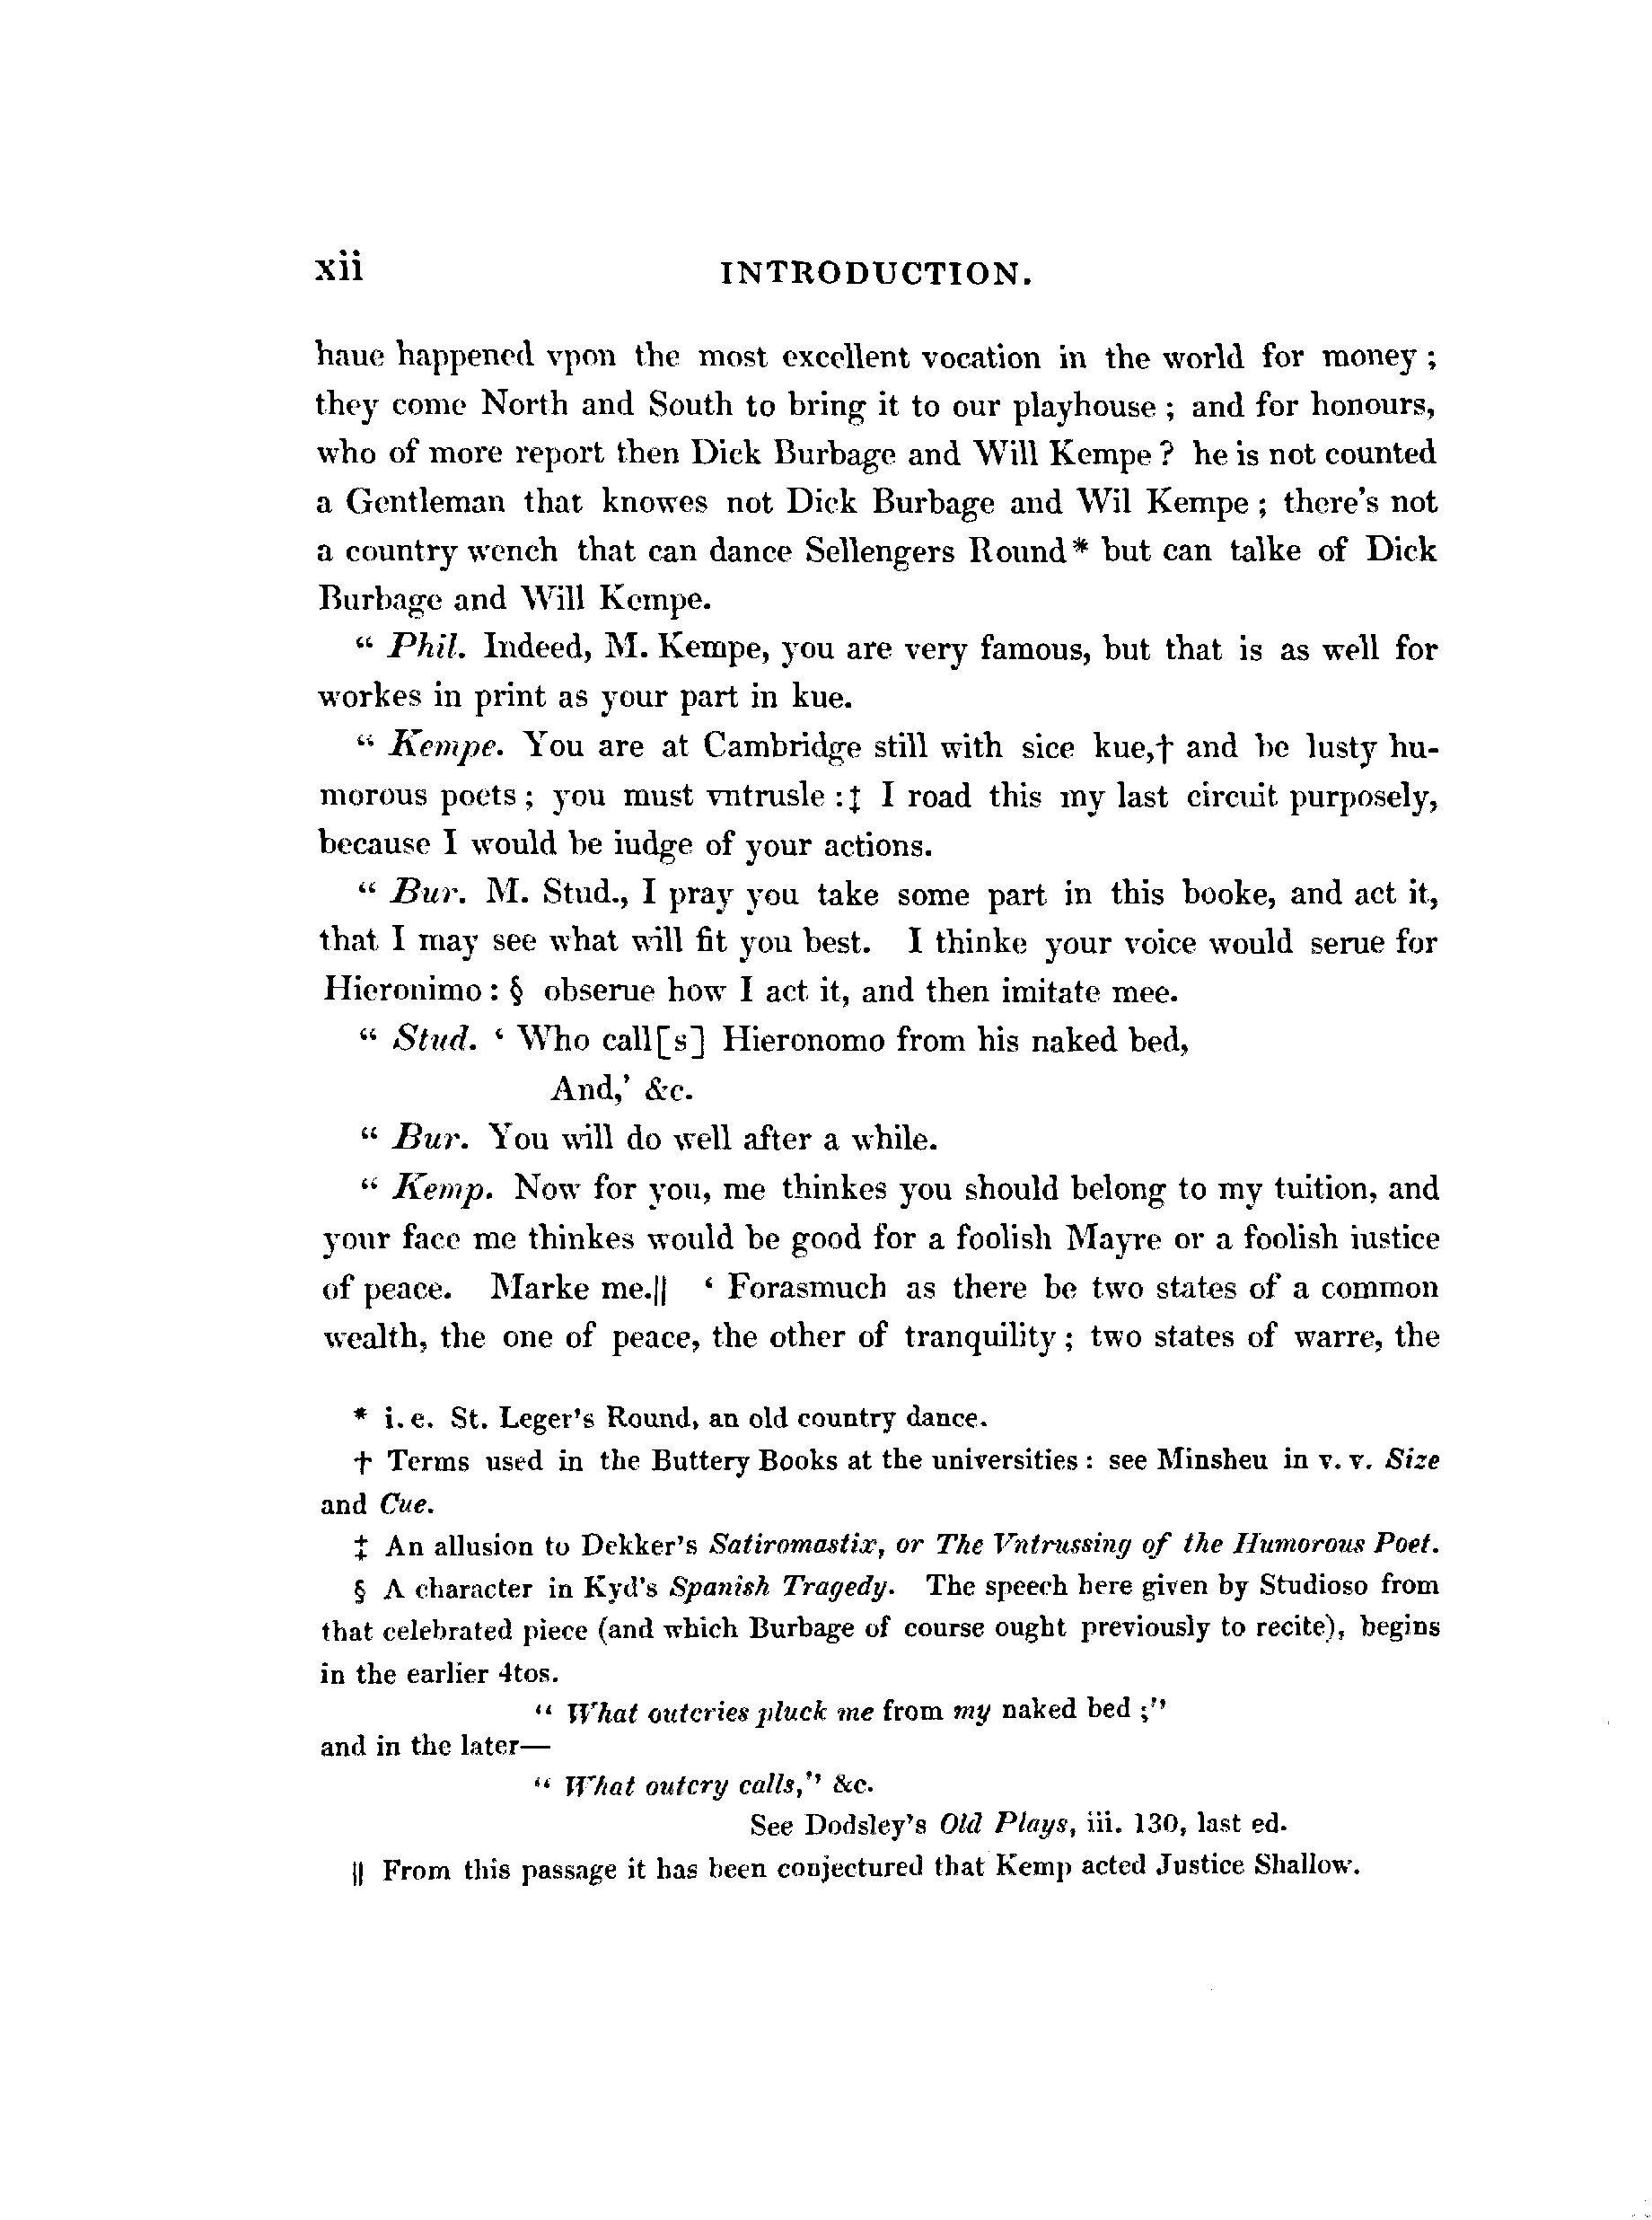 xii INTRODUCTION.
haue happened vpon the most excellent vocation in the world for money ;
they come North and South to bring it to our playhouse ; and for honours,
who of more report then Dick Burbage and Will Kempe ? he is not counted
a Gentleman that knowes not Dick Burbage and Wil Kempe ; there's not
a country wench that can dance Sellengers Round * but can talke of Dick
Burbage and Will Kempe.
“ Phil. Indeed, M. Kempe, you are very famous, but that is as well for
workes in print as your part in kue.
“ Kempe. You are at Cambridge still with sice kue,† and be lusty hu-
morous poets ; you must vntrusle : ‡ I road this my last circuit purposely,
because I would be iudge of your actions.
“ Bur. M. Stud., I pray you take some part in this booke, and act it,
that I may see what will fit you best. I thinke your voice would serue for
Hieronimo : § obserue how I act it, and then imitate mee.
“ Stud. ‘ Who call[s] Hieronomo from his naked bed,
And,’ &c.
“ Bur. You will do well after a while.
“ Kemp. Now for you, me thinkes you should belong to my tuition, and
your face me thinkes would be good for a foolish Mayre or a foolish iustice
of peace. Marke me.|| ‘ Forasmuch as there be two states of a common
wealth, the one of peace, the other of tranquility ; two states of warre, the
* i. e. St. Leger's Round, an old country dance.
† Terms used in the Buttery Books at the universities : see Minsheu in v. v. Size
and Cue.
‡ An allusion to Dekker's Satiromastix, or The Vntrussing of the Humorous Poet.
§ A character in Kyd's Spanish Tragedy. The speech here given by Studioso from
that celebrated piece (and which Burbage of course ought previously to recite), begins
in the earlier 4tos.
“ What outcries pluck me from my naked bed ;”
and in the later—
“ What outcry calls,” &c.
See Dodsley's Old Plays, iii. 130, last ed.
|| From this passage it has been conjectured that Kemp acted Justice Shallow.